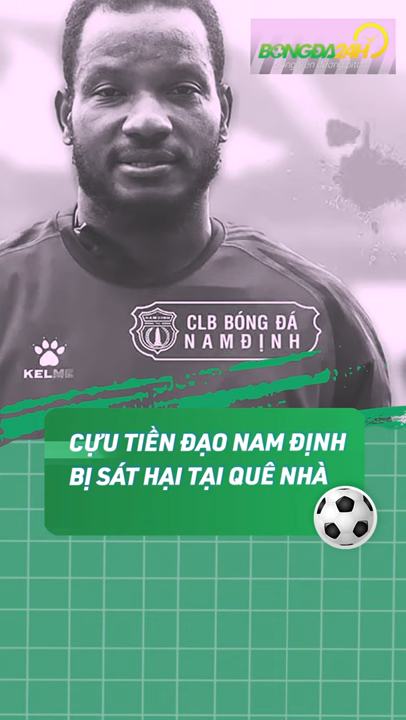 BONGDA24H
CLB BÓNG ĐÁ
NAM ĐỊNH
KELME
CỰU TIỀN ĐẠO NAM ĐỊNH
BỊ SÁT HẠI TẠI QUÊ NHÀ